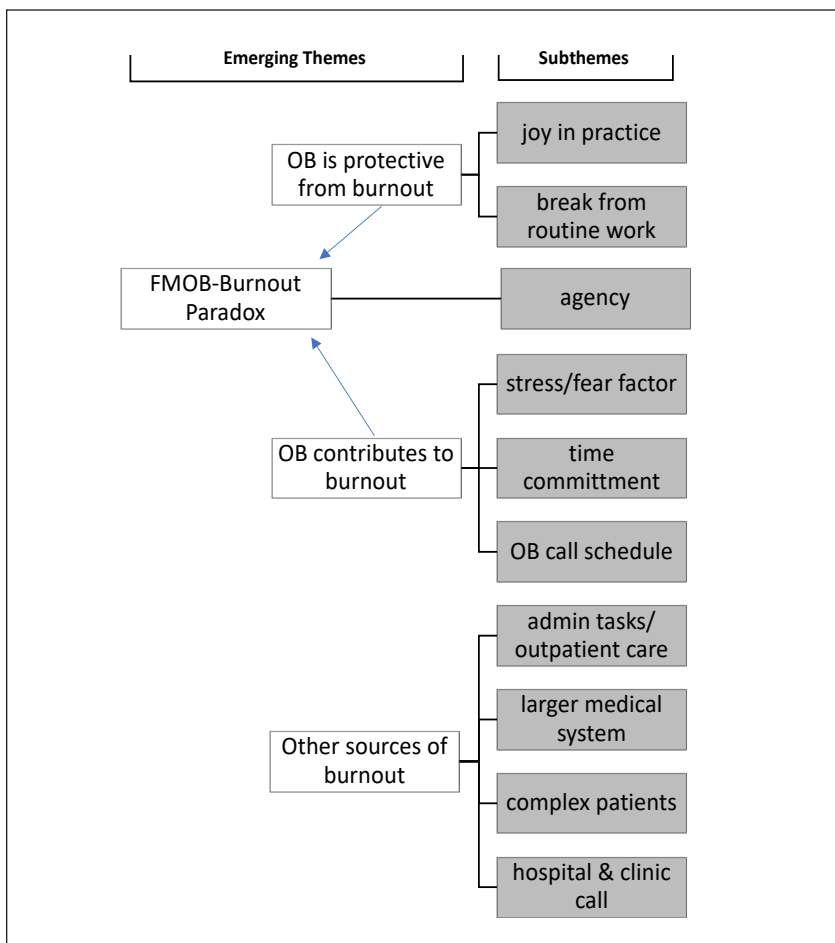 Emerging Themes
Subthemes
OB is protective
from burnout
joy in practice
break from
routine work
FMOB-Burnout
Paradox
agency
OB contributes to
burnout
stress/fear factor
time
committment
OB call schedule
Other sources of
burnout
admin tasks/
outpatient care
larger medical
system
complex patients
hospital & clinic
call